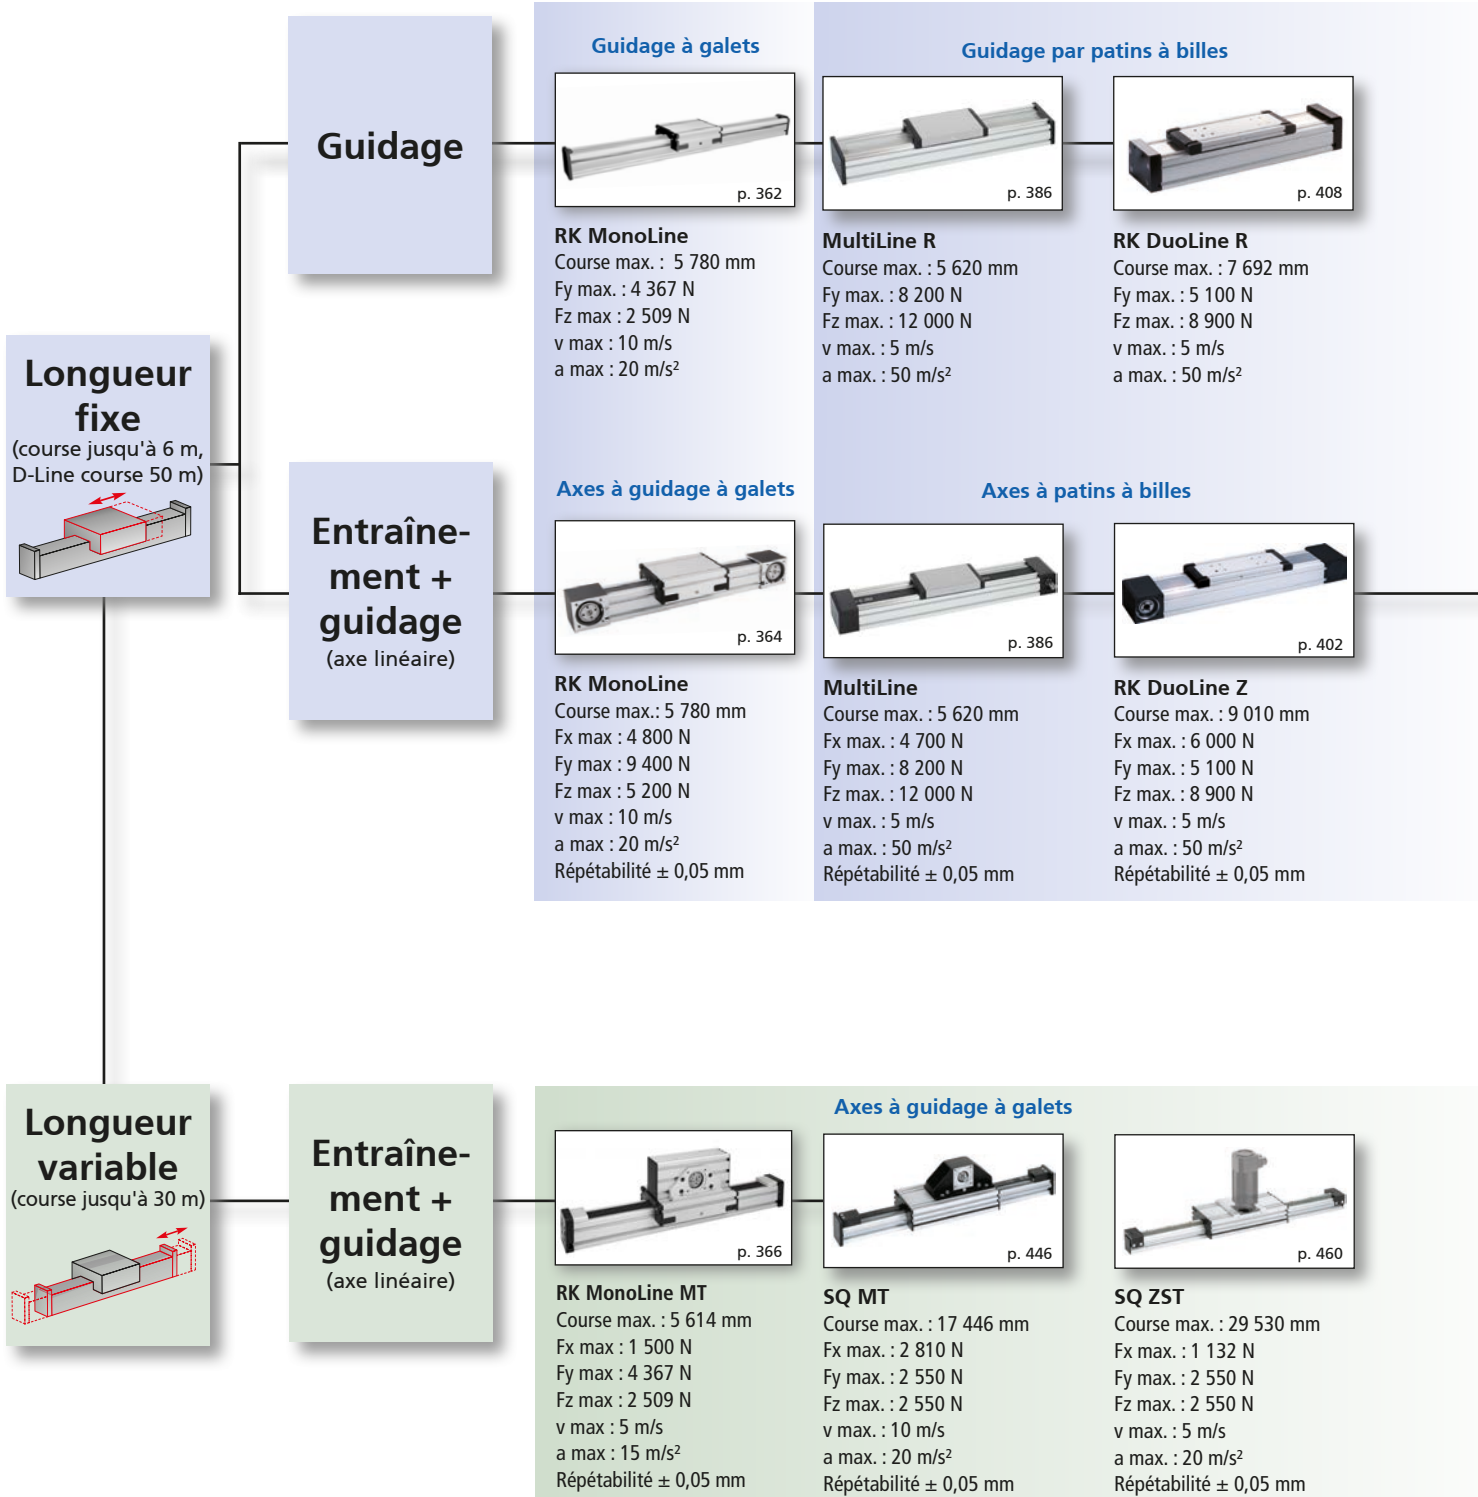 Guidage
Guidage à galets
Guidage par patins à billes
p. 362
p. 386
p. 408
RK MonoLine
Course max. : 5 780 mm
Fy max. : 4 367 N
Fz max : 2 509 N
v max : 10 m/s
a max : 20 m/s²
MultiLine R
Course max. : 5 620 mm
Fy max. : 8 200 N
Fz max. : 12 000 N
v max. : 5 m/s
a max. : 50 m/s²
RK DuoLine R
Course max. : 7 692 mm
Fy max. : 5 100 N
Fz max. : 8 900 N
v max. : 5 m/s
a max. : 50 m/s²
Longueur
fixe
(course jusqu'à 6 m,
D-Line course 50 m)
Entraîne-
ment +
guidage
(axe linéaire)
Axes à guidage à galets
Axes à patins à billes
p. 364
p. 386
p. 402
RK MonoLine
Course max.: 5 780 mm
Fx max : 4 800 N
Fy max : 9 400 N
Fz max : 5 200 N
v max : 10 m/s
a max : 20 m/s²
Répétabilité ± 0,05 mm
MultiLine
Course max. : 5 620 mm
Fx max. : 4 700 N
Fy max. : 8 200 N
Fz max. : 12 000 N
v max. : 5 m/s
a max. : 50 m/s²
Répétabilité ± 0,05 mm
RK DuoLine Z
Course max. : 9 010 mm
Fx max. : 6 000 N
Fy max. : 5 100 N
Fz max. : 8 900 N
v max. : 5 m/s
a max. : 50 m/s²
Répétabilité ± 0,05 mm
Longueur
variable
(course jusqu'à 30 m)
Entraîne-
ment +
guidage
(axe linéaire)
Axes à guidage à galets
p. 366
p. 446
p. 460
RK MonoLine MT
Course max. : 5 614 mm
Fx max : 1 500 N
Fy max : 4 367 N
Fz max : 2 509 N
v max : 5 m/s
a max : 15 m/s²
Répétabilité ± 0,05 mm
SQ MT
Course max. : 17 446 mm
Fx max. : 2 810 N
Fy max. : 2 550 N
Fz max. : 2 550 N
v max. : 10 m/s
a max. : 20 m/s²
Répétabilité ± 0,05 mm
SQ ZST
Course max. : 29 530 mm
Fx max. : 1 132 N
Fy max. : 2 550 N
Fz max. : 2 550 N
v max. : 5 m/s
a max. : 20 m/s²
Répétabilité ± 0,05 mm